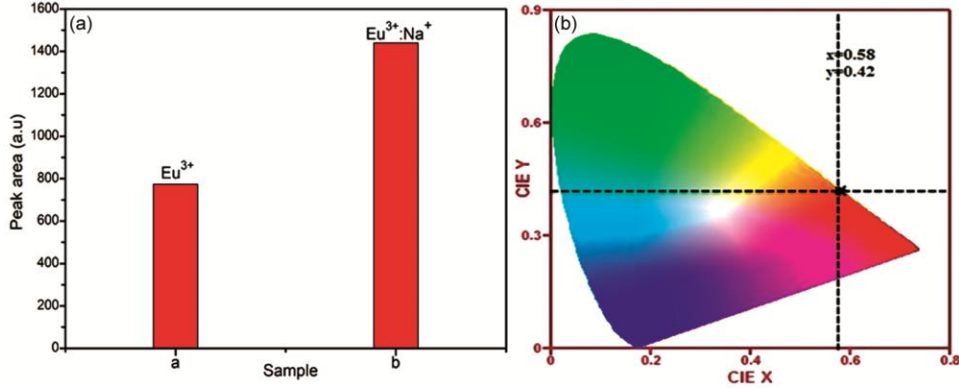 (a)
1600
1400
1200
1000
800
600
400
200
0
Peak area (a.u)
Eu³⁺
Eu³⁺:Na⁺
a
b
Sample
(b)
0.9
0.6
0.3
0
CIE Y
x=0.58
y=0.42
0.2
0.4
0.6
0.8
CIE X